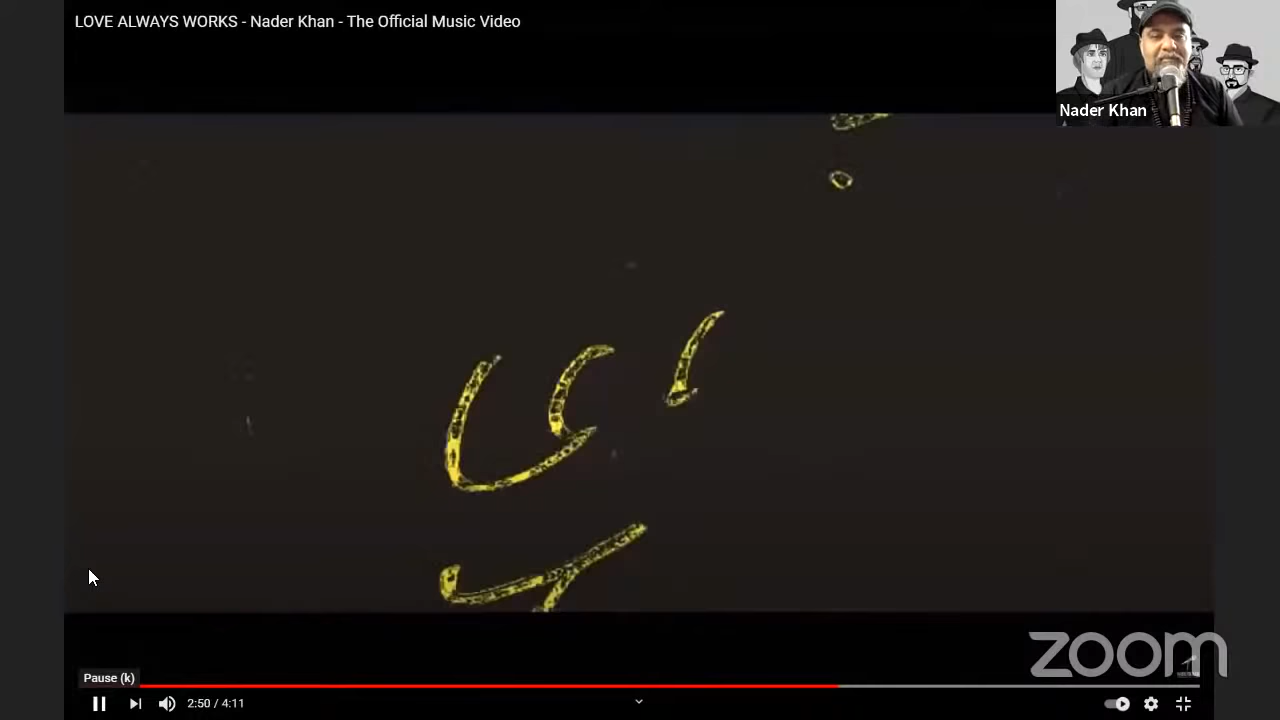 LOVE ALWAYS WORKS - Nader Khan - The Official Music Video
Nader Khan
zoom
Pause (k)
2:50 / 4:11